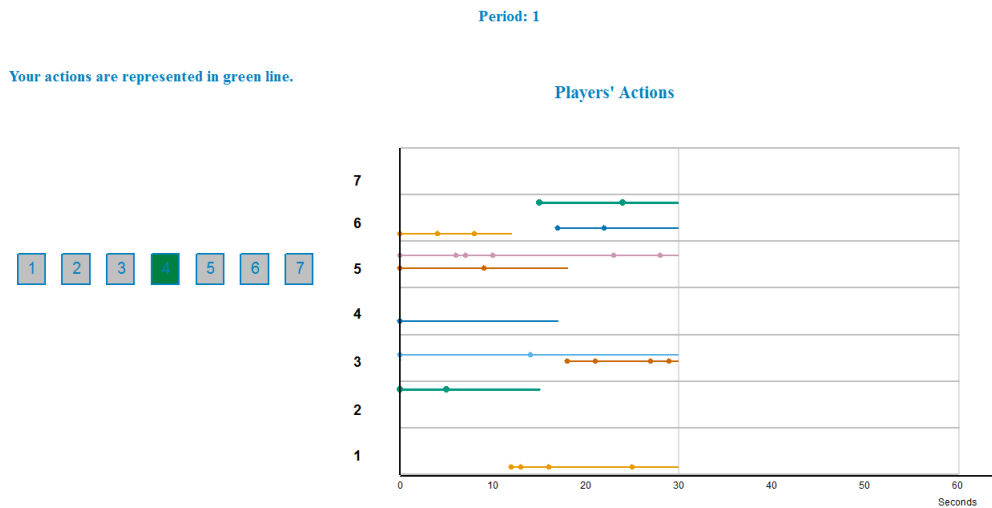 Period: 1
Your actions are represented in green line.
Players' Actions
1 2 3 4 5 6 7
7
6
5
4
3
2
1
0 10 20 30 40 50 60
Seconds